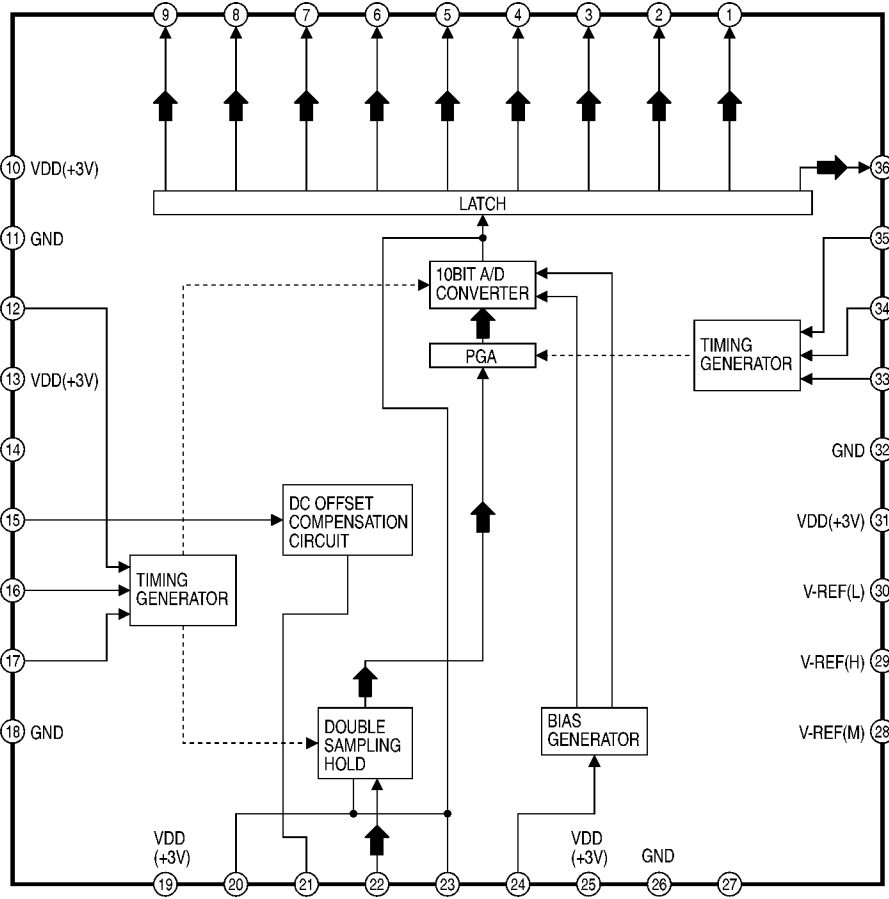 9 8 7 6 5 4 3 2 1
10 VDD(+3V)
36
LATCH
11 GND
35
10BIT A/D
CONVERTER
12
34
TIMING
GENERATOR
PGA
13 VDD(+3V)
33
14
GND 32
DC OFFSET
COMPENSATION
CIRCUIT
15
VDD(+3V) 31
TIMING
GENERATOR
16
V-REF(L) 30
17
V-REF(H) 29
18 GND
DOUBLE
SAMPLING
HOLD
BIAS
GENERATOR
V-REF(M) 28
VDD
(+3V)
VDD
(+3V)
GND
19 20 21 22 23 24 25 26 27